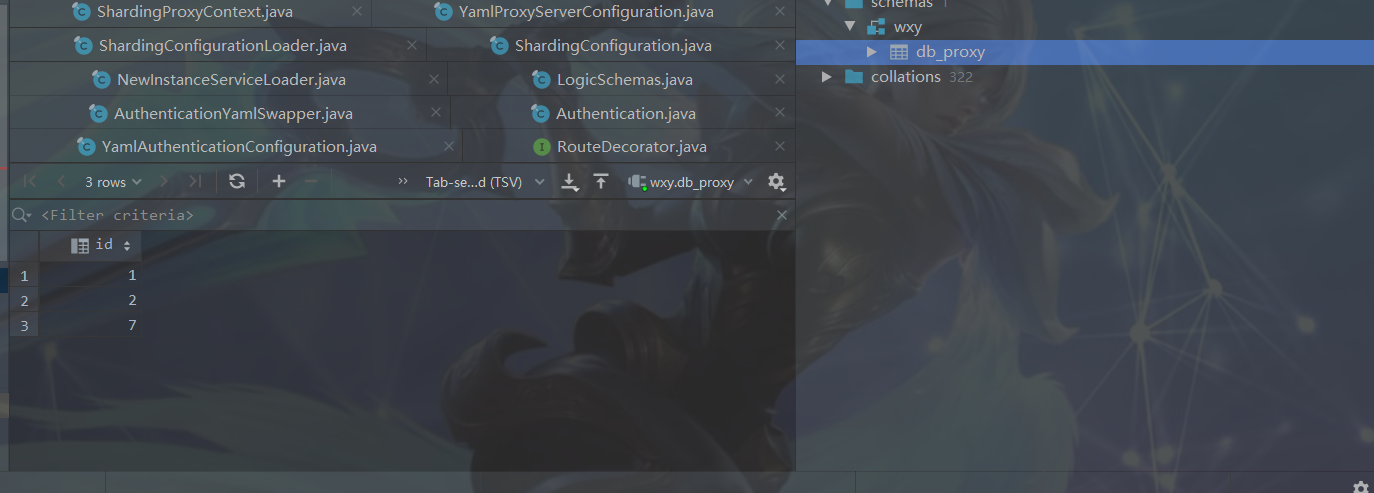 ShardingProxyContext.java YamlProxyServerConfiguration.java
ShardingConfigurationLoader.java ShardingConfiguration.java
NewInstanceServiceLoader.java LogicSchemas.java
AuthenticationYamlSwapper.java Authentication.java
YamlAuthenticationConfiguration.java RouteDecorator.java
3 rows Tab-se...d (TSV) wxy.db_proxy
<Filter criteria>
id
1 1
2 2
3 7
schemas 1
wxy
db_proxy
collations 322